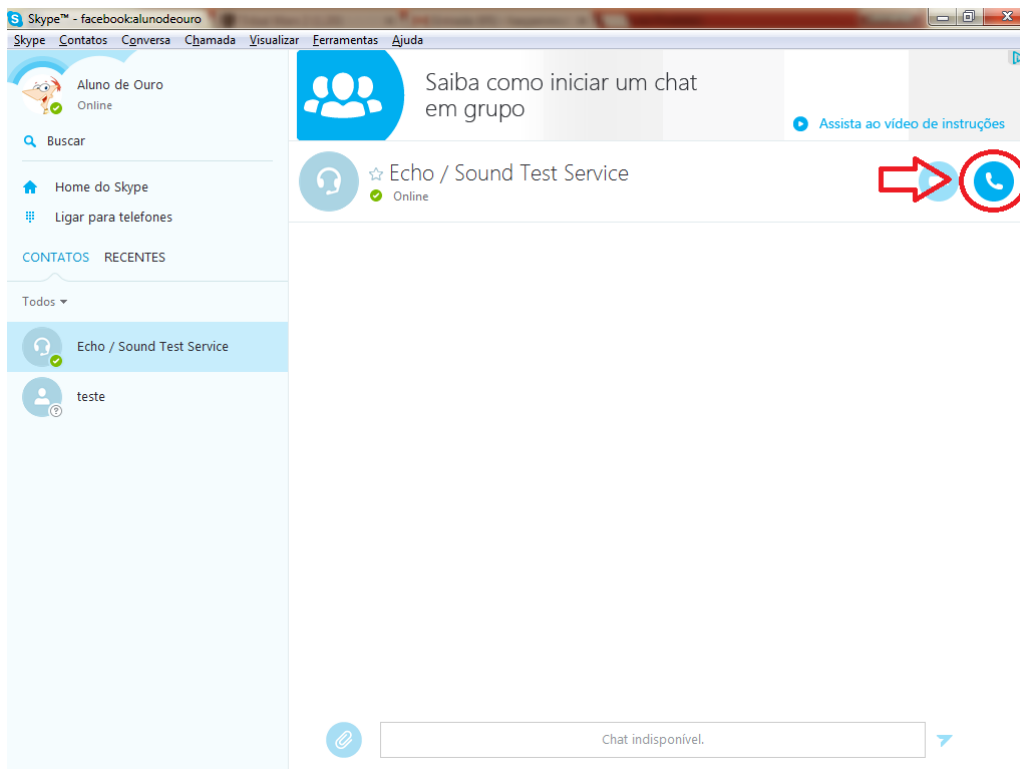 Skype™ - facebook:alunodeouro
Skype Contatos Conversa Chamada Visualizar Ferramentas Ajuda
Aluno de Ouro
Online
Buscar
Home do Skype
Ligar para telefones
CONTATOS RECENTES
Todos
Echo / Sound Test Service
teste
Saiba como iniciar um chat
em grupo
Assista ao vídeo de instruções
Echo / Sound Test Service
Online
Chat indisponível.